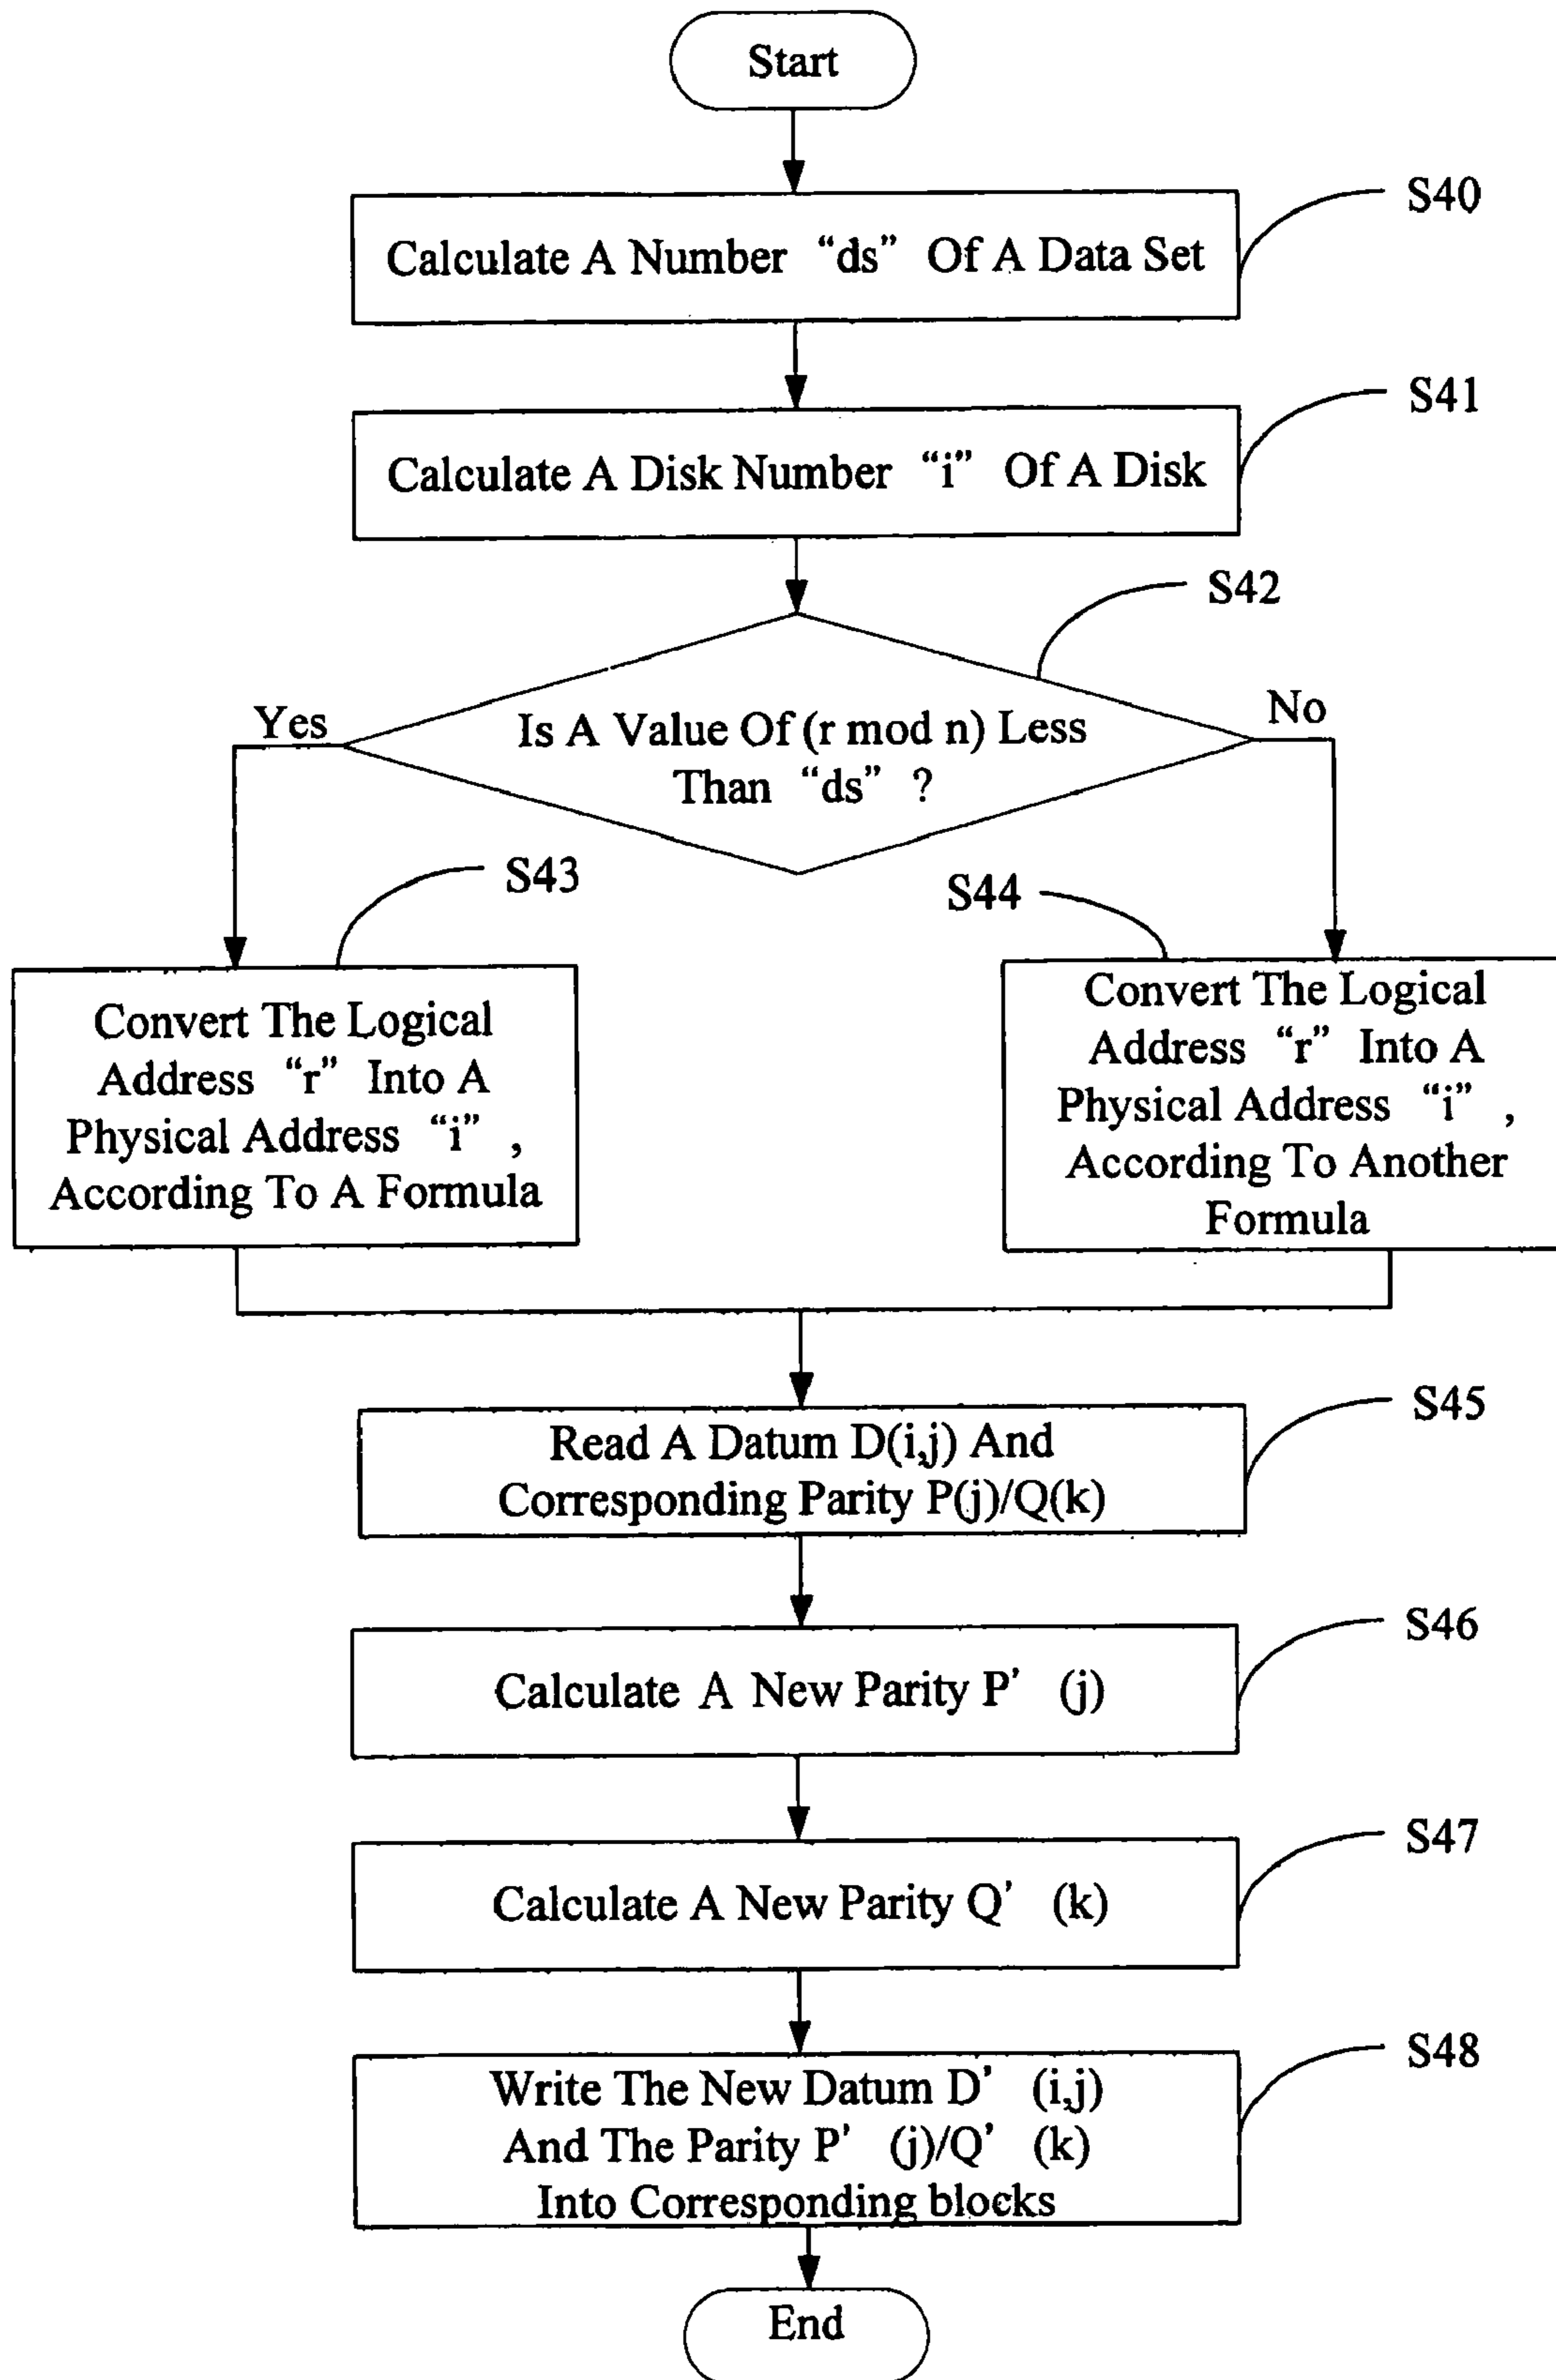 Start
S40
Calculate A Number “ds” Of A Data Set
S41
Calculate A Disk Number “i” Of A Disk
S42
Yes
No
Is A Value Of (r mod n) Less
Than “ds” ?
S43
S44
Convert The Logical
Address “r” Into A
Physical Address “i” ,
According To A Formula
Convert The Logical
Address “r” Into A
Physical Address “i” ,
According To Another
Formula
S45
Read A Datum D(i,j) And
Corresponding Parity P(j)/Q(k)
S46
Calculate A New Parity P’ (j)
S47
Calculate A New Parity Q’ (k)
S48
Write The New Datum D’ (i,j)
And The Parity P’ (j)/Q’ (k)
Into Corresponding blocks
End